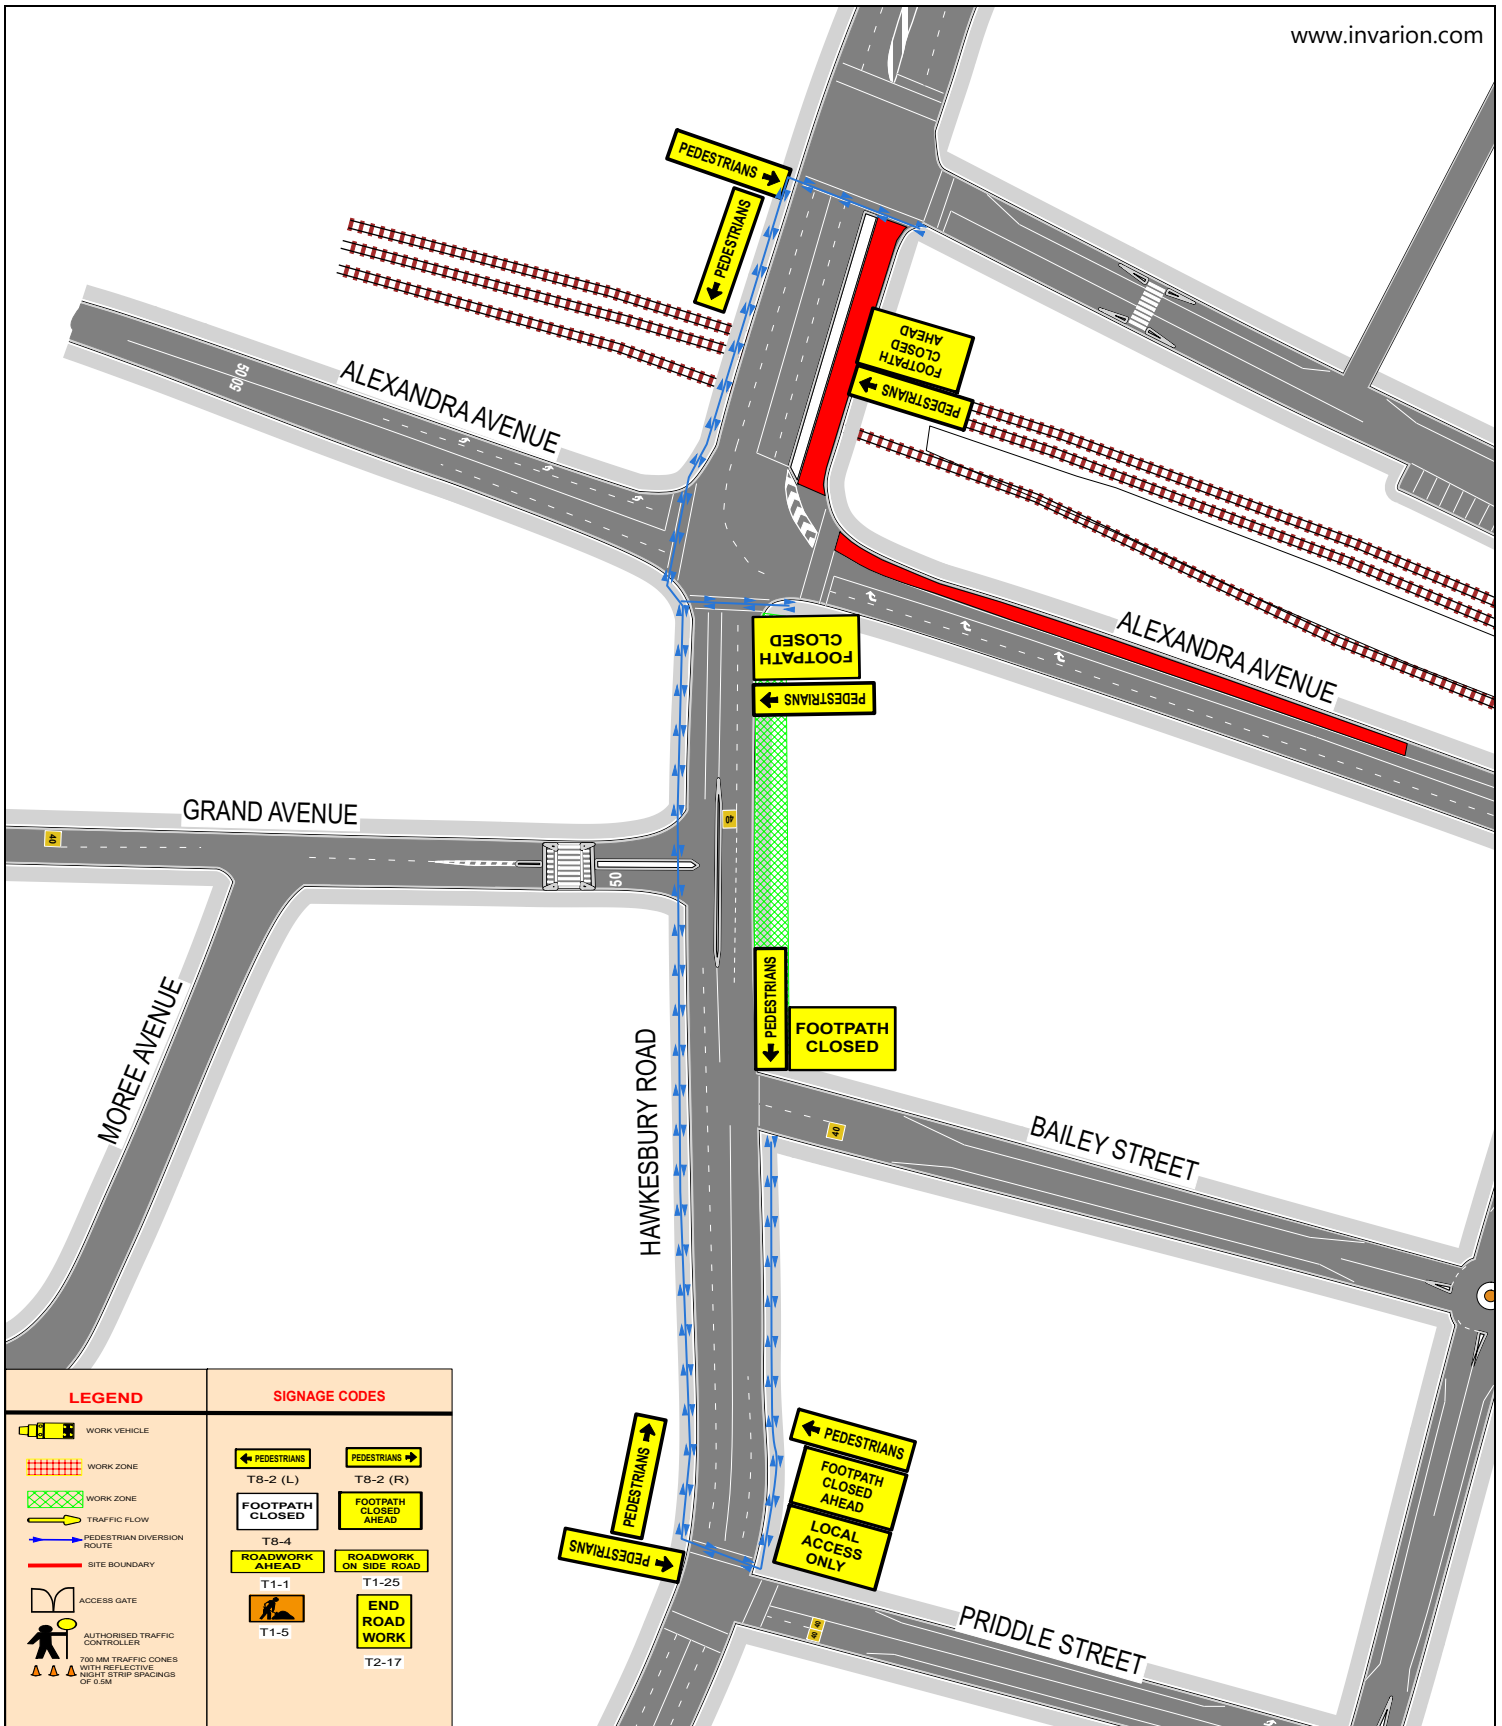 www.invarion.com
PEDESTRIANS
PEDESTRIANS
FOOTPATH
CLOSED
AHEAD
PEDESTRIANS
5050
ALEXANDRA AVENUE
ALEXANDRA AVENUE
FOOTPATH
CLOSED
PEDESTRIANS
GRAND AVENUE
40
40
50
PEDESTRIANS
FOOTPATH
CLOSED
MOREE AVENUE
HAWKESBURY ROAD
BAILEY STREET
40
PEDESTRIANS
PEDESTRIANS
PEDESTRIANS
FOOTPATH
CLOSED
AHEAD
LOCAL
ACCESS
ONLY
PRIDDLE STREET
40
40
LEGEND
WORK VEHICLE
WORK ZONE
WORK ZONE
TRAFFIC FLOW
PEDESTRIAN DIVERSION
ROUTE
SITE BOUNDARY
ACCESS GATE
AUTHORISED TRAFFIC
CONTROLLER
700 MM TRAFFIC CONES
WITH REFLECTIVE
NIGHT STRIP SPACINGS
OF 0.5M
SIGNAGE CODES
PEDESTRIANS
T8-2 (L)
PEDESTRIANS
T8-2 (R)
FOOTPATH
CLOSED
T8-4
FOOTPATH
CLOSED
AHEAD
ROADWORK
AHEAD
T1-1
ROADWORK
ON SIDE ROAD
T1-25
T1-5
END
ROAD
WORK
T2-17